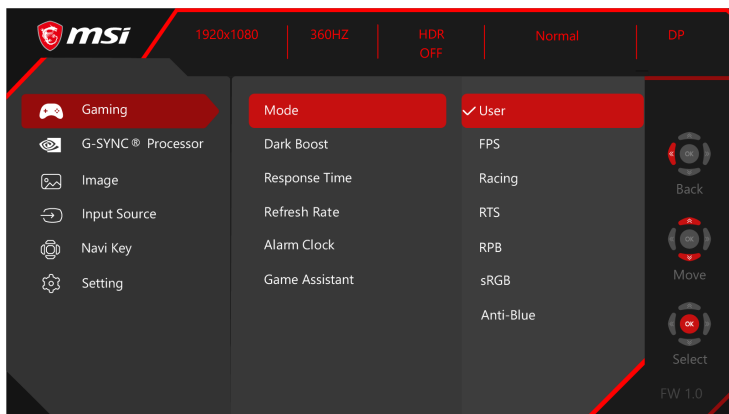 msi
1920x1080
360HZ
HDR
OFF
Normal
DP
Gaming
G-SYNC® Processor
Image
Input Source
Navi Key
Setting
Mode
Dark Boost
Response Time
Refresh Rate
Alarm Clock
Game Assistant
User
FPS
Racing
RTS
RPB
sRGB
Anti-Blue
OK
Back
OK
Move
OK
Select
FW 1.0